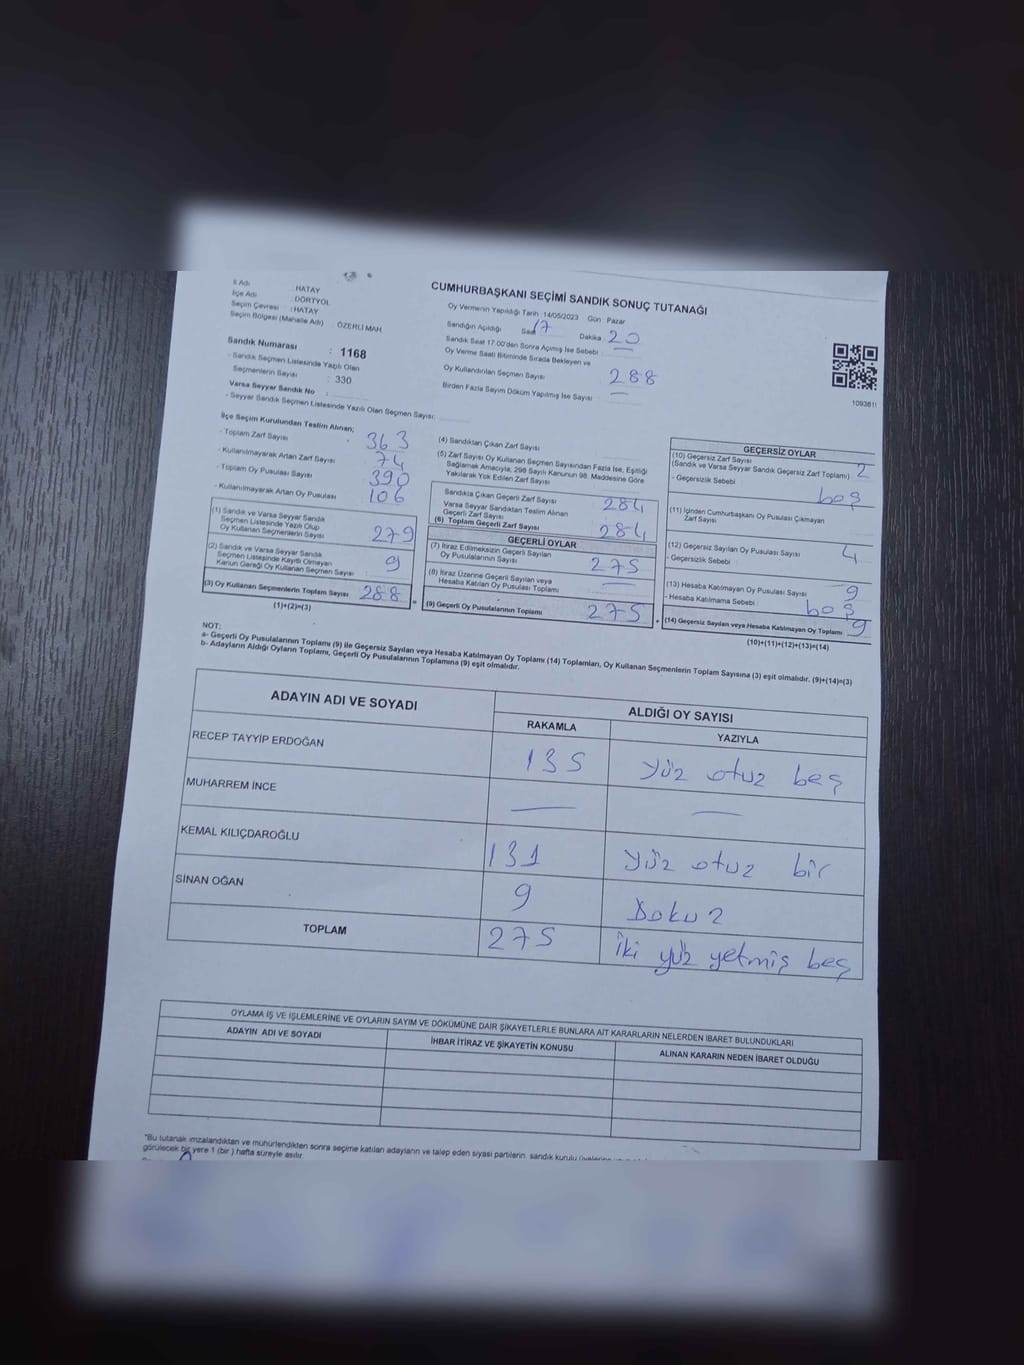 İl Adı : HATAY
İlçe Adı : DÖRTYOL
Seçim Çevresi : HATAY
Seçim Bölgesi (Mahalle Adı) ÖZERLİ MAH
CUMHURBAŞKANI SEÇİMİ SANDIK SONUÇ TUTANAĞI
Oy Vermenin Yapıldığı Tarih 14/05/2023 Gün Pazar
Sandığın Açıldığı Saat 17 Dakika 20
Sandık Saat 17.00'den Sonra Açılmış İse Sebebi —
Oy Verme Saati Bitiminde Sırada Bekleyen ve
Oy Kullandırılan Seçmen Sayısı 288
Birden Fazla Sayım Döküm Yapılmış İse Sayısı —
Sandık Numarası : 1168
- Sandık Seçmen Listesinde Yazılı Olan
Seçmenlerin Sayısı : 330
Varsa Seyyar Sandık No :
- Seyyar Sandık Seçmen Listesinde Yazılı Olan Seçmen Sayısı:
İlçe Seçim Kurulundan Teslim Alınan;
- Toplam Zarf Sayısı 363
- Kullanılmayarak Artan Zarf Sayısı 74
- Toplam Oy Pusulası Sayısı 390
- Kullanılmayarak Artan Oy Pusulası 106
(1) Sandık ve Varsa Seyyar Sandık
Seçmen Listesinde Yazılı Olup
Oy Kullanan Seçmenlerin Sayısı 279
(2) Sandık ve Varsa Seyyar Sandık
Seçmen Listesinde Kayıtlı Olmayan
Kanun Gereği Oy Kullanan Seçmen Sayısı 9
(3) Oy Kullanan Seçmenlerin Toplam Sayısı 288
(1)+(2)=(3)
(4) Sandıktan Çıkan Zarf Sayısı
(5) Zarf Sayısı Oy Kullanan Seçmen Sayısından Fazla İse, Eşitliği
Sağlamak Amacıyla; 298 Sayılı Kanunun 98. Maddesine Göre
Yakılarak Yok Edilen Zarf Sayısı
Sandıkta Çıkan Geçerli Zarf Sayısı 284
Varsa Seyyar Sandıktan Teslim Alınan
Geçerli Zarf Sayısı
(6) Toplam Geçerli Zarf Sayısı 284
GEÇERLİ OYLAR
(7) İtiraz Edilmeksizin Geçerli Sayılan
Oy Pusulalarının Sayısı 275
(8) İtiraz Üzerine Geçerli Sayılan veya
Hesaba Katılan Oy Pusulası Toplamı —
= (9) Geçerli Oy Pusulalarının Toplamı 275
1093811
GEÇERSİZ OYLAR
(10) Geçersiz Zarf Sayısı
(Sandık ve Varsa Seyyar Sandık Geçersiz Zarf Toplamı) 2
- Geçersizlik Sebebi boş
(11) İçinden Cumhurbaşkanı Oy Pusulası Çıkmayan
Zarf Sayısı
(12) Geçersiz Sayılan Oy Pusulası Sayısı 4
- Geçersizlik Sebebi
(13) Hesaba Katılmayan Oy Pusulası Sayısı 9
- Hesaba Katılmama Sebebi boş
+ (14) Geçersiz Sayılan veya Hesaba Katılmayan Oy Toplamı 9
(10)+(11)+(12)+(13)=(14)
NOT:
a- Geçerli Oy Pusulalarının Toplamı (9) ile Geçersiz Sayılan veya Hesaba Katılmayan Oy Toplamı (14) Toplamları, Oy Kullanan Seçmenlerin Toplam Sayısına (3) eşit olmalıdır. (9)+(14)=(3)
b- Adayların Aldığı Oyların Toplamı, Geçerli Oy Pusulalarının Toplamına (9) eşit olmalıdır.
ADAYIN ADI VE SOYADI ALDIĞI OY SAYISI
RAKAMLA YAZIYLA
RECEP TAYYİP ERDOĞAN 135 yüz otuz beş
MUHARREM İNCE — —
KEMAL KILIÇDAROĞLU 131 yüz otuz bir
SİNAN OĞAN 9 Dokuz
TOPLAM 275 iki yüz yetmiş beş
OYLAMA İŞ VE İŞLEMLERİNE VE OYLARIN SAYIM VE DÖKÜMÜNE DAİR ŞİKAYETLERLE BUNLARA AİT KARARLARIN NELERDEN İBARET BULUNDUKLARI
ADAYIN ADI VE SOYADI İHBAR İTİRAZ VE ŞİKAYETİN KONUSU ALINAN KARARIN NEDEN İBARET OLDUĞU
*Bu tutanak imzalandıktan ve mühürlendikten sonra seçime katılan adayların ve talep eden siyasi partilerin sandık kurulu
görülecek bir yere 1 (bir ) hafta süreyle asılır.